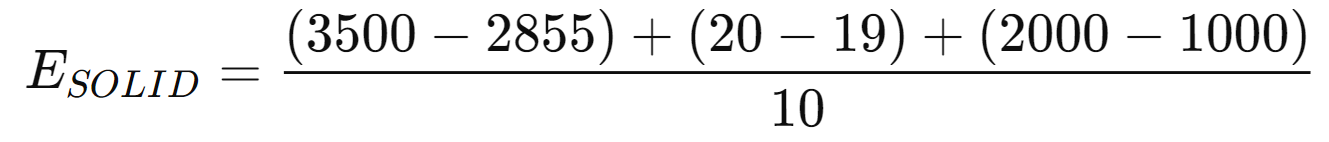 E_{SOLID} = \frac{(3500 - 2855) + (20 - 19) + (2000 - 1000)}{10}